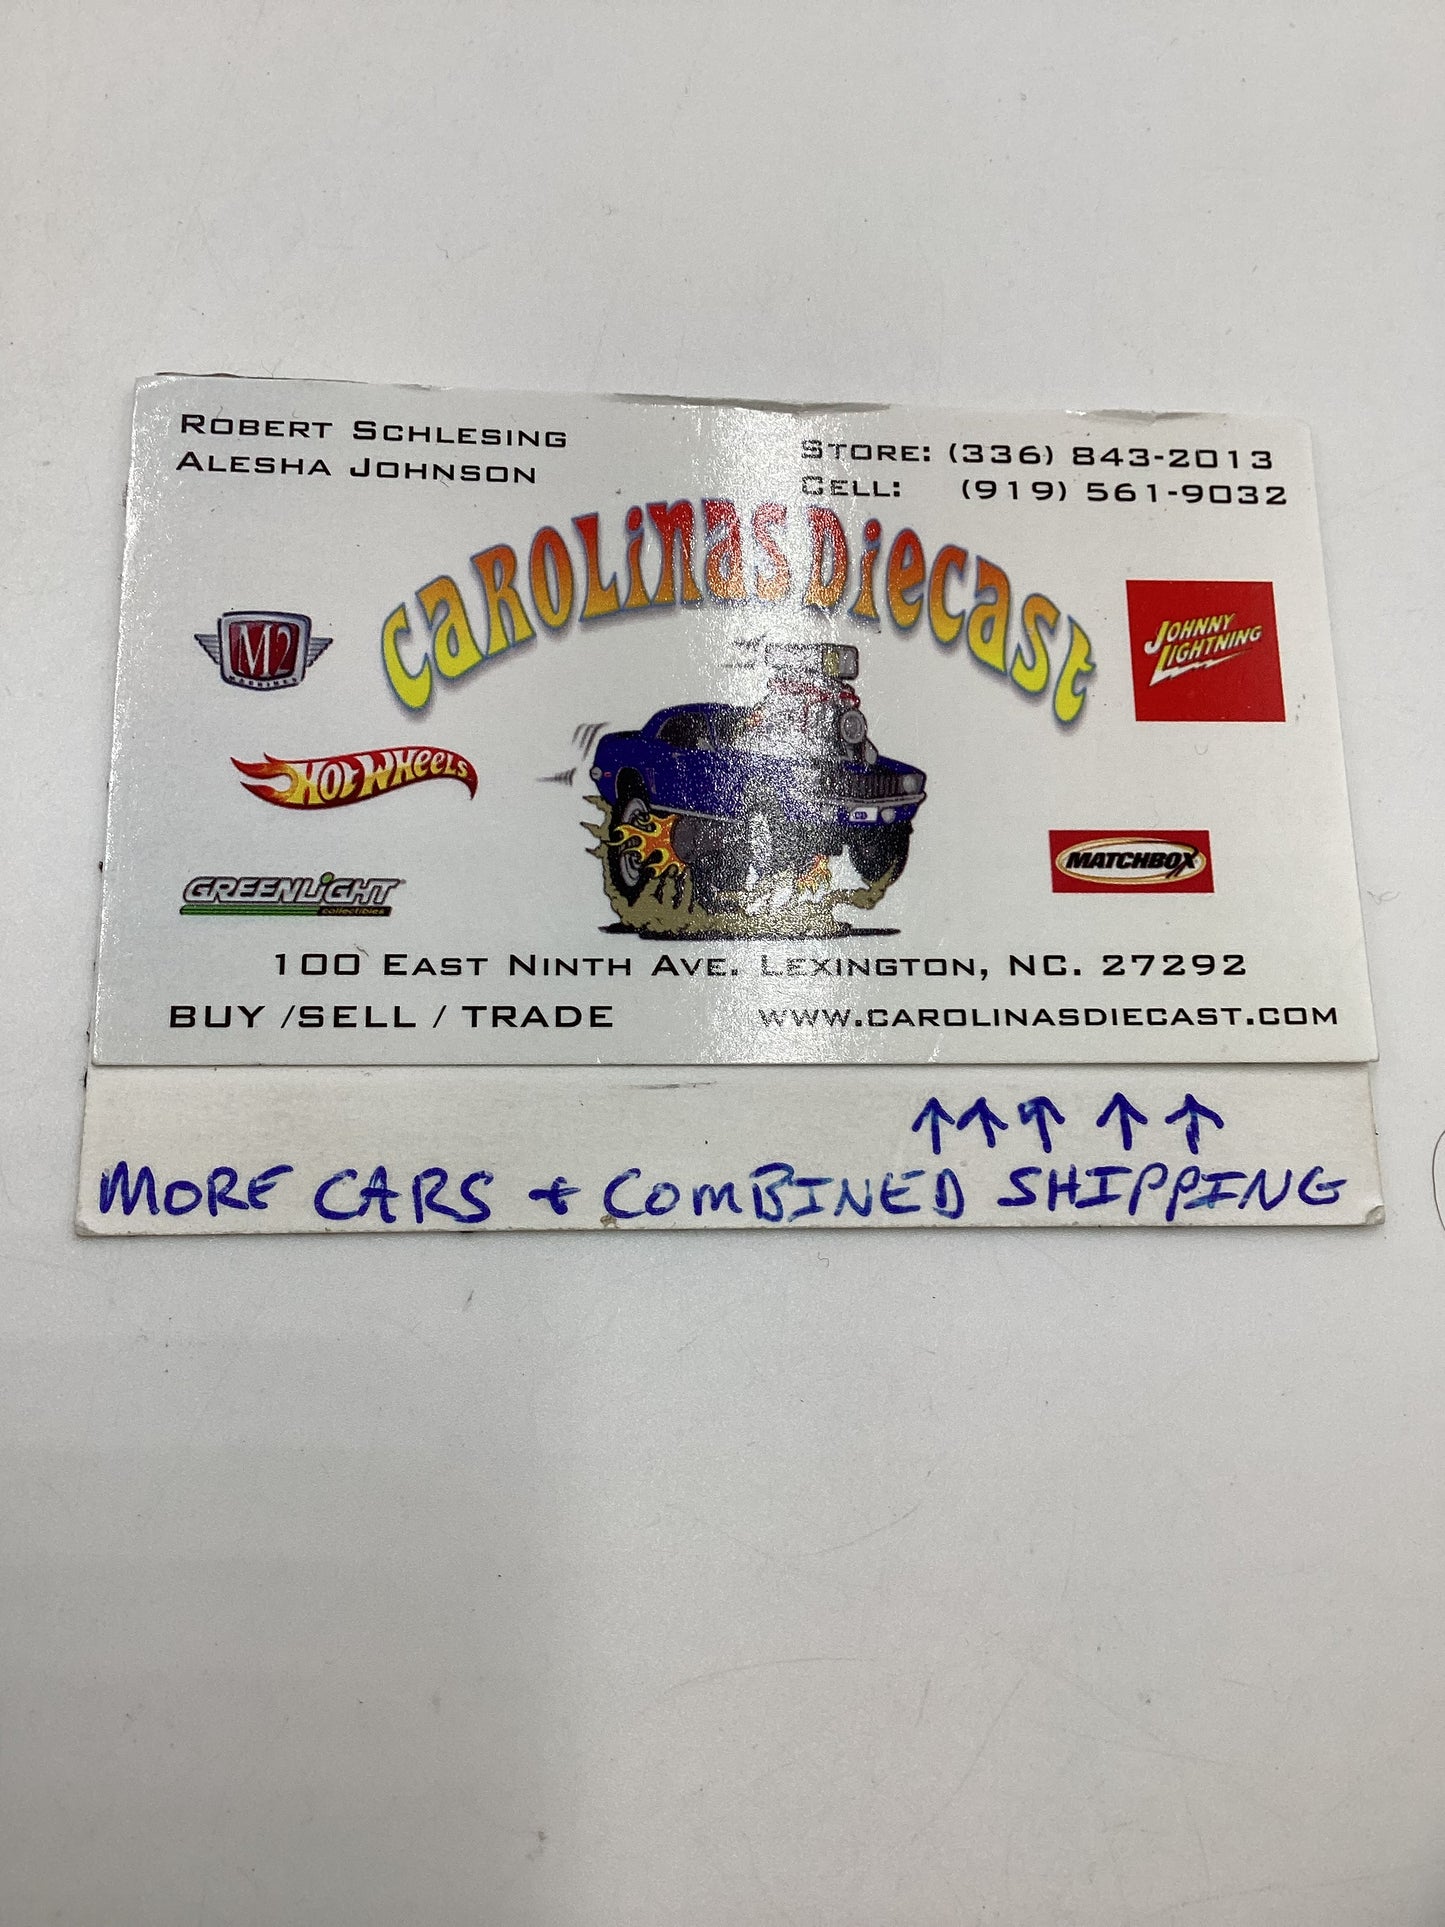 ROBERT SCHLESING
ALESHA JOHNSON
STORE: (336) 843-2013
CELL: (919) 561-9032
CAROLINAS DIECAST
M2
MACHINES
JOHNNY
LIGHTNING
HOT WHEELS
MATCHBOX
GREENLIGHT
collectibles
100 EAST NINTH AVE. LEXINGTON, NC. 27292
BUY /SELL / TRADE
WWW.CAROLINASDIECAST.COM
↑↑↑↑↑
MORE CARS + COMBINED SHIPPING